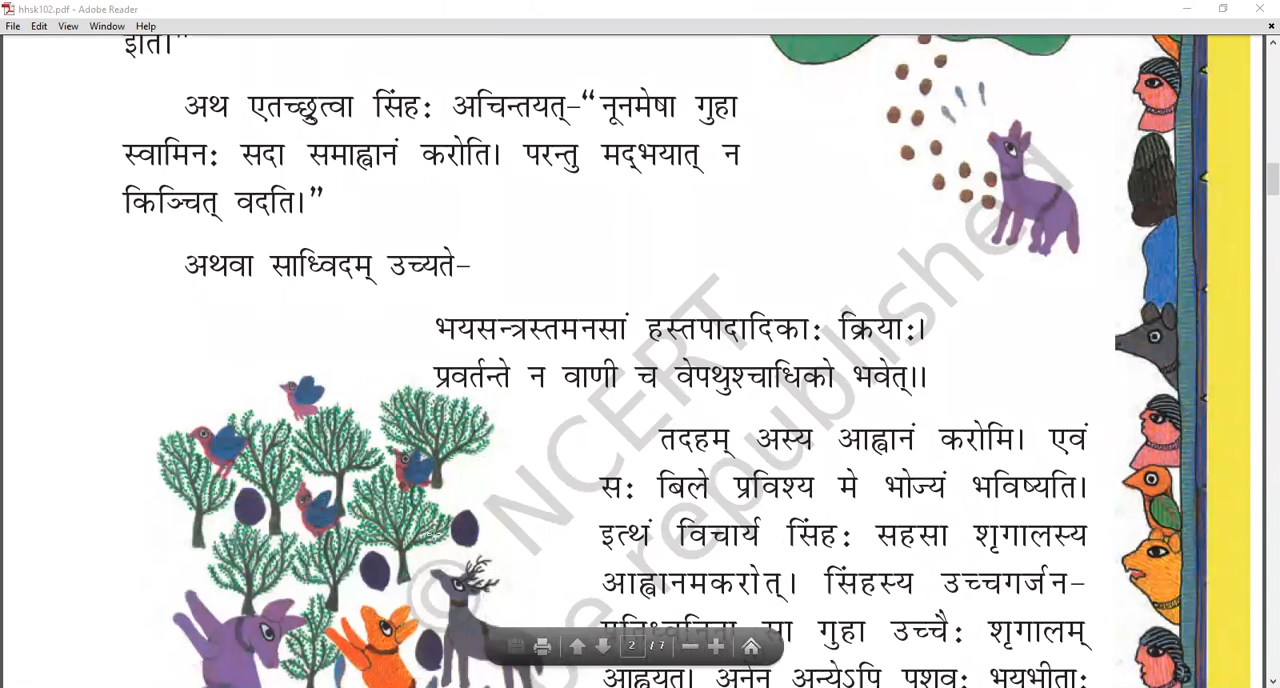 hhsk102.pdf - Adobe Reader
File Edit View Window Help
इति।”
अथ एतच्छ्रुत्वा सिंहः अचिन्तयत्-“नूनमेषा गुहा
स्वामिनः सदा समाह्वानं करोति। परन्तु मद्भयात् न
किञ्चित् वदति।”
अथवा साध्विदम् उच्यते-
भयसन्त्रस्तमनसां हस्तपादादिकाः क्रियाः।
प्रवर्तन्ते न वाणी च वेपथुश्चाधिको भवेत्।।
तदहम् अस्य आह्वानं करोमि। एवं
सः बिले प्रविश्य मे भोज्यं भविष्यति।
इत्थं विचार्य सिंहः सहसा शृगालस्य
आह्वानमकरोत्। सिंहस्य उच्चगर्जन-
सा गुहा उच्चैः शृगालम्
आह्वयत्। अनेन अन्येऽपि पशवः भयभीताः
© NCERT
be republished
2 / 7